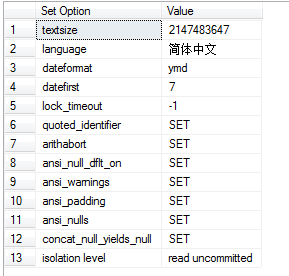 Set Option Value
1 textsize 2147483647
2 language 简体中文
3 dateformat ymd
4 datefirst 7
5 lock_timeout -1
6 quoted_identifier SET
7 arithabort SET
8 ansi_null_dflt_on SET
9 ansi_warnings SET
10 ansi_padding SET
11 ansi_nulls SET
12 concat_null_yields_null SET
13 isolation level read uncommitted